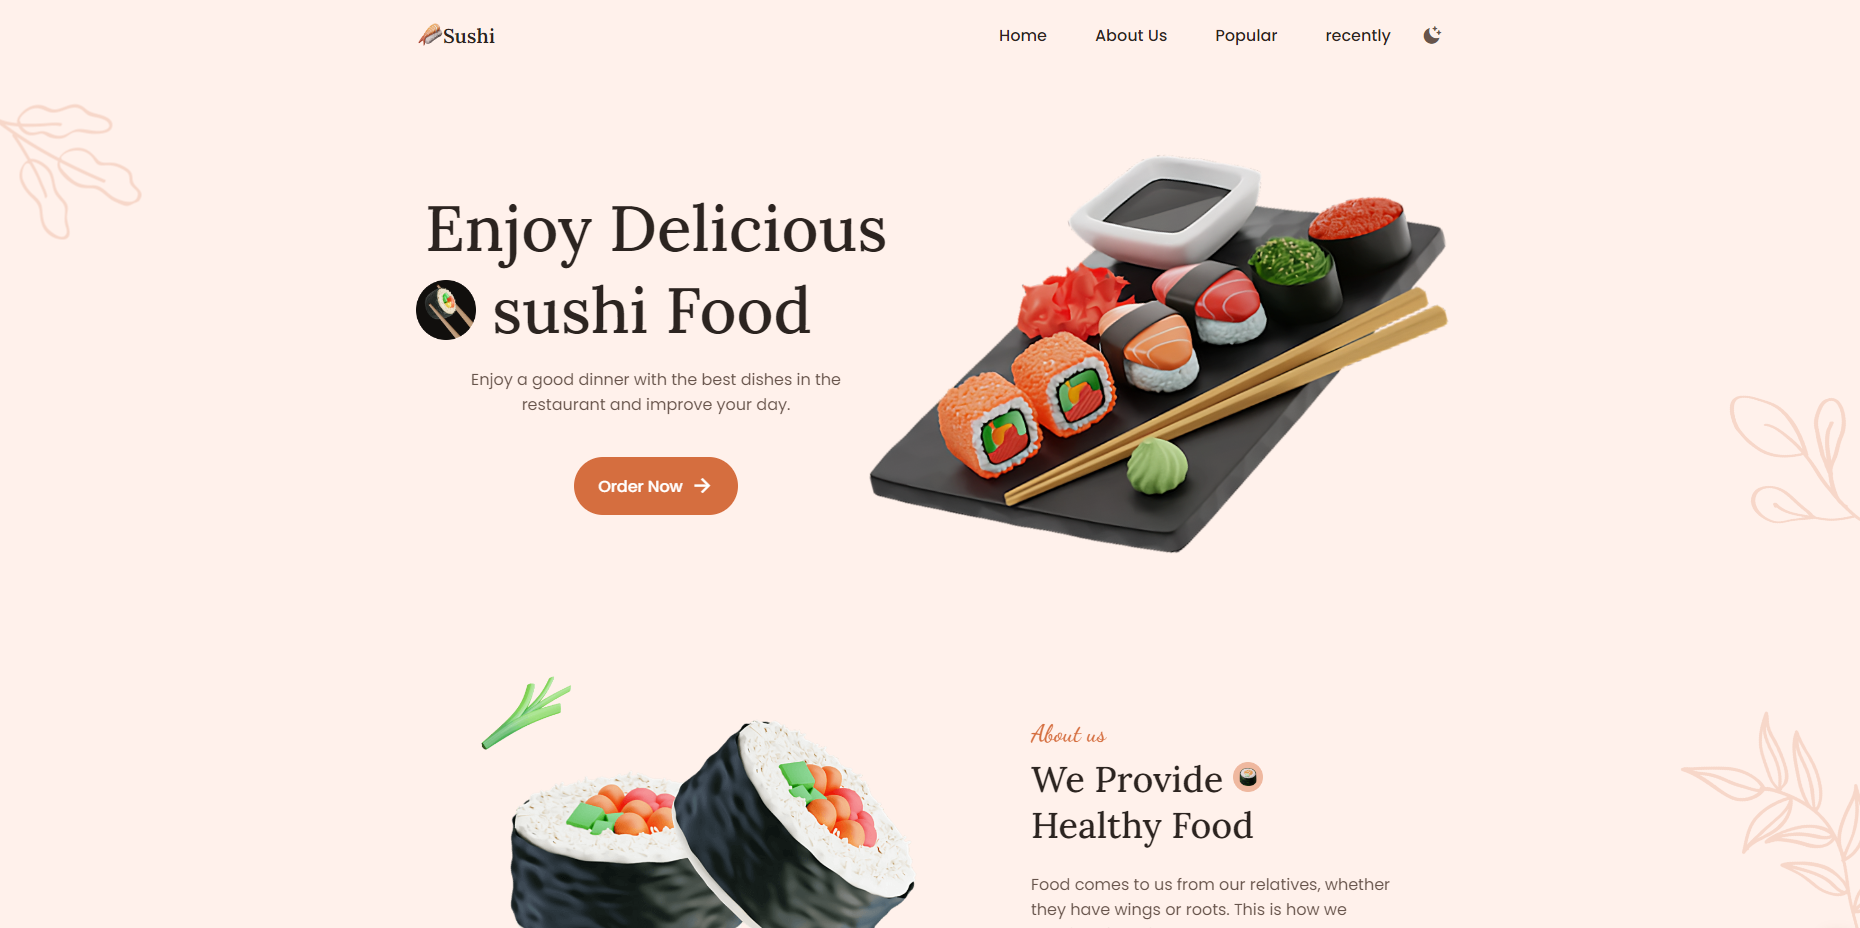 Sushi
Home
About Us
Popular
recently
Enjoy Delicious
sushi Food
Enjoy a good dinner with the best dishes in the
restaurant and improve your day.
Order Now
About us
We Provide
Healthy Food
Food comes to us from our relatives, whether
they have wings or roots. This is how we